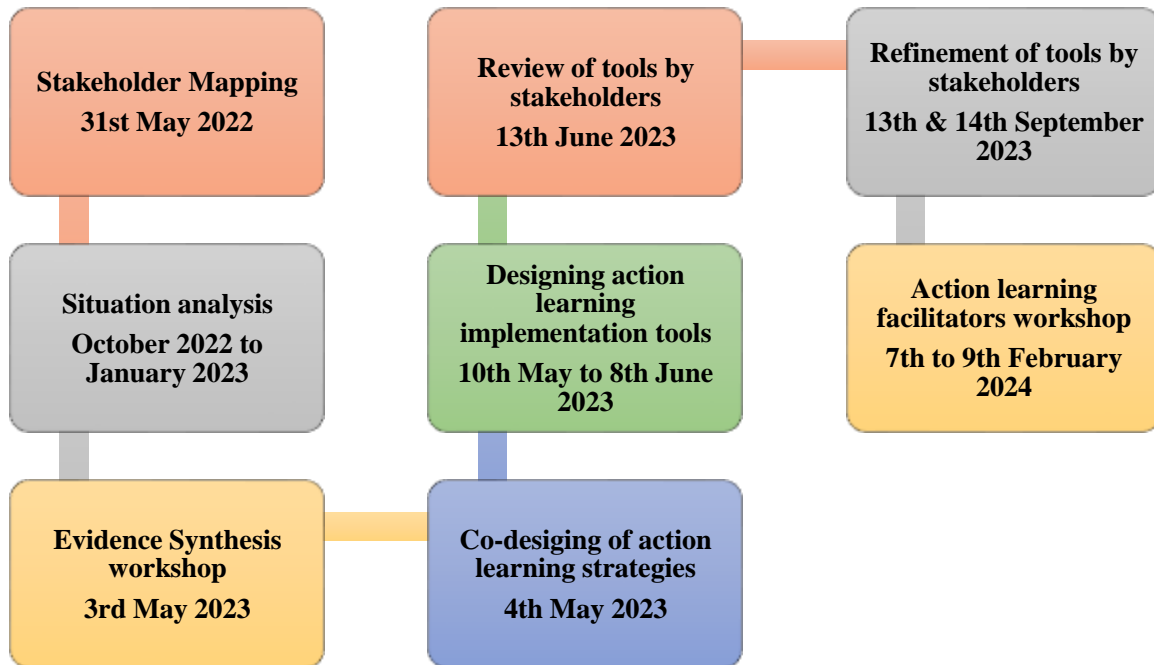 Stakeholder Mapping
31st May 2022
Situation analysis
October 2022 to
January 2023
Evidence Synthesis
workshop
3rd May 2023
Co-desiging of action
learning strategies
4th May 2023
Designing action
learning
implementation tools
10th May to 8th June
2023
Review of tools by
stakeholders
13th June 2023
Refinement of tools by
stakeholders
13th & 14th September
2023
Action learning
facilitators workshop
7th to 9th February
2024